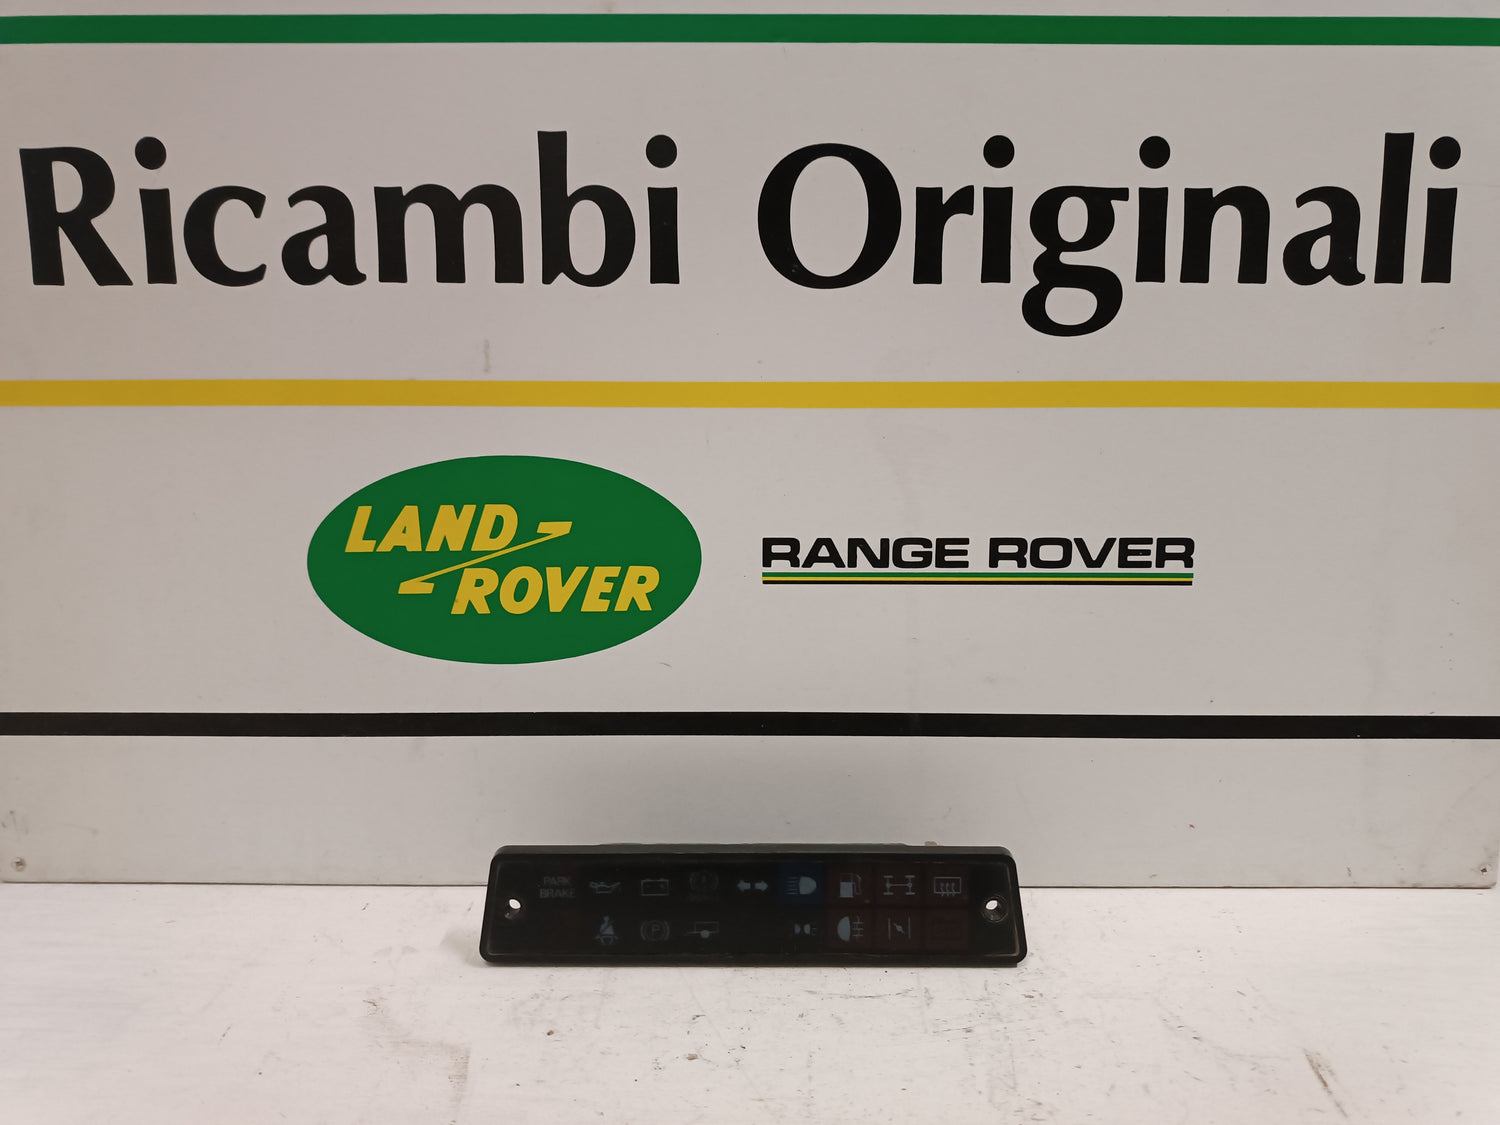 Ricambi Originali
LAND
ROVER
RANGE ROVER
PARK
BRAKE
P